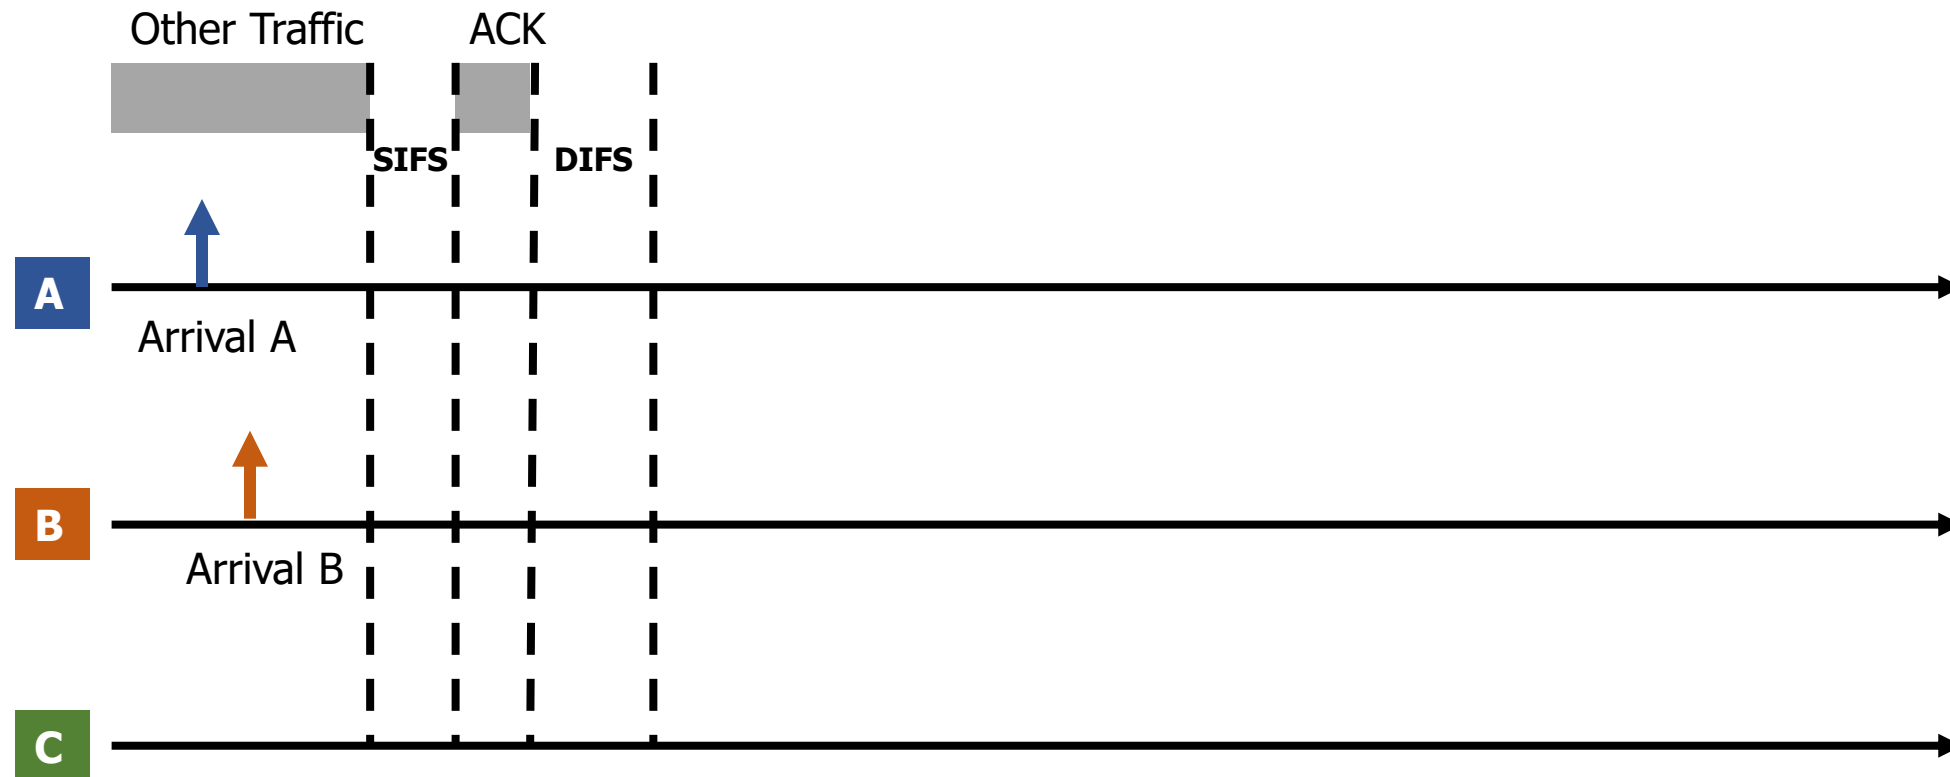 Other Traffic ACK
SIFS DIFS
A
Arrival A
B
Arrival B
C